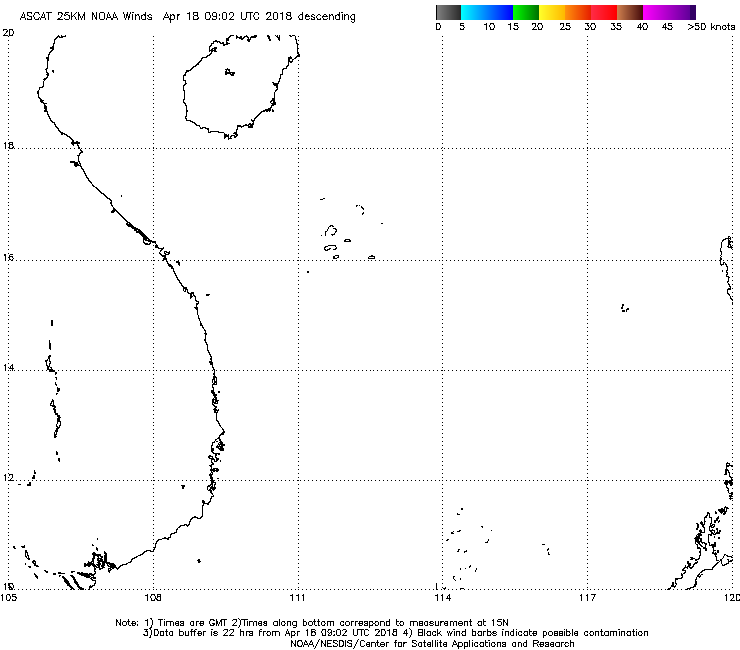 ASCAT 25KM NOAA Winds Apr 18 09:02 UTC 2018 descending
0 5 10 15 20 25 30 35 40 45 >50 knots
20
18
16
14
12
10
105 108 111 114 117 120
Note: 1) Times are GMT 2)Times along bottom correspond to measurement at 15N
3)Data buffer is 22 hrs from Apr 18 09:02 UTC 2018 4) Black wind barbs indicate possible contamination
NOAA/NESDIS/Center for Satellite Applications and Research